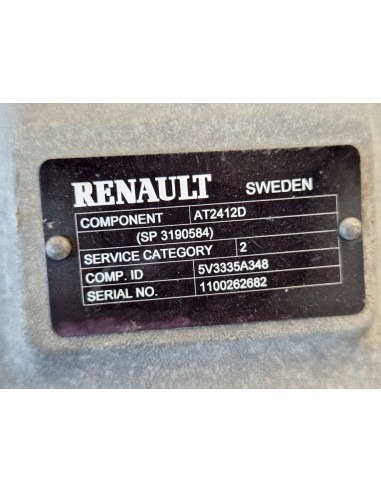 RENAULT SWEDEN
COMPONENT AT2412D
(SP 3190584)
SERVICE CATEGORY 2
COMP. ID 5V3335A348
SERIAL NO. 1100262682